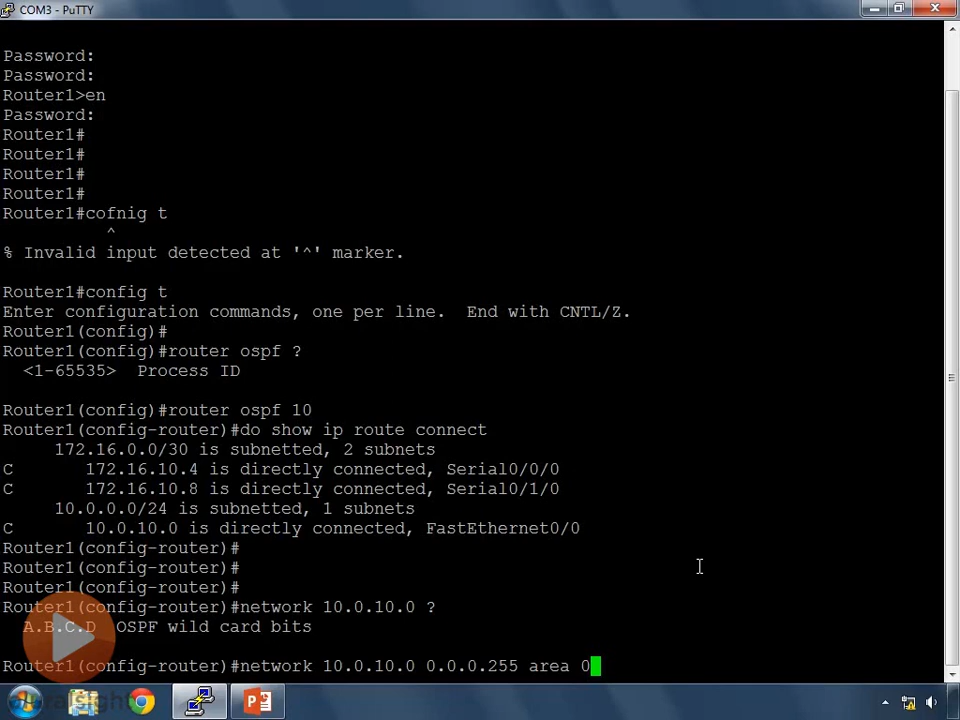 COM3 - PuTTY
Password:
Password:
Router1>en
Password:
Router1#
Router1#
Router1#
Router1#
Router1#cofnig t
^
% Invalid input detected at '^' marker.
Router1#config t
Enter configuration commands, one per line.  End with CNTL/Z.
Router1(config)#
Router1(config)#router ospf ?
<1-65535>  Process ID
Router1(config)#router ospf 10
Router1(config-router)#do show ip route connect
172.16.0.0/30 is subnetted, 2 subnets
C       172.16.10.4 is directly connected, Serial0/0/0
C       172.16.10.8 is directly connected, Serial0/1/0
10.0.0.0/24 is subnetted, 1 subnets
C       10.0.10.0 is directly connected, FastEthernet0/0
Router1(config-router)#
Router1(config-router)#
Router1(config-router)#
Router1(config-router)#network 10.0.10.0 ?
A.B.C.D  OSPF wild card bits
Router1(config-router)#network 10.0.10.0 0.0.0.255 area 0
pluralsight